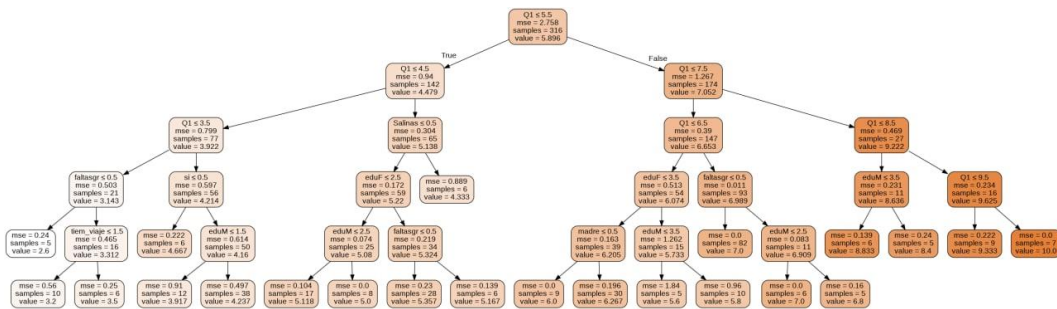 Q1 ≤ 5.5
mse = 2.758
samples = 316
value = 5.896
True
False
Q1 ≤ 4.5
mse = 0.94
samples = 142
value = 4.479
Q1 ≤ 7.5
mse = 1.267
samples = 174
value = 7.052
Q1 ≤ 3.5
mse = 0.799
samples = 77
value = 3.922
Salinas ≤ 0.5
mse = 0.304
samples = 65
value = 5.138
Q1 ≤ 6.5
mse = 0.39
samples = 147
value = 6.653
Q1 ≤ 8.5
mse = 0.469
samples = 27
value = 9.222
faltasgr ≤ 0.5
mse = 0.503
samples = 21
value = 3.143
si ≤ 0.5
mse = 0.597
samples = 56
value = 4.214
eduF ≤ 2.5
mse = 0.172
samples = 59
value = 5.22
mse = 0.889
samples = 6
value = 4.333
eduF ≤ 3.5
mse = 0.513
samples = 54
value = 6.074
faltasgr ≤ 0.5
mse = 0.011
samples = 93
value = 6.989
eduM ≤ 3.5
mse = 0.231
samples = 11
value = 8.636
Q1 ≤ 9.5
mse = 0.234
samples = 16
value = 9.625
mse = 0.24
samples = 5
value = 2.6
tiem_viaje ≤ 1.5
mse = 0.465
samples = 16
value = 3.312
mse = 0.222
samples = 6
value = 4.667
eduM ≤ 1.5
mse = 0.614
samples = 50
value = 4.16
eduM ≤ 2.5
mse = 0.074
samples = 25
value = 5.08
faltasgr ≤ 0.5
mse = 0.219
samples = 34
value = 5.324
madre ≤ 0.5
mse = 0.163
samples = 39
value = 6.205
eduM ≤ 3.5
mse = 1.262
samples = 15
value = 5.733
mse = 0.0
samples = 82
value = 7.0
eduM ≤ 2.5
mse = 0.083
samples = 11
value = 6.909
mse = 0.139
samples = 6
value = 8.833
mse = 0.24
samples = 5
value = 8.4
mse = 0.222
samples = 9
value = 9.333
mse = 0.0
samples = 7
value = 10.0
mse = 0.56
samples = 10
value = 3.2
mse = 0.25
samples = 6
value = 3.5
mse = 0.91
samples = 12
value = 3.917
mse = 0.497
samples = 38
value = 4.237
mse = 0.104
samples = 17
value = 5.118
mse = 0.0
samples = 8
value = 5.0
mse = 0.23
samples = 28
value = 5.357
mse = 0.139
samples = 6
value = 5.167
mse = 0.0
samples = 9
value = 6.0
mse = 0.196
samples = 30
value = 6.267
mse = 1.84
samples = 5
value = 5.6
mse = 0.96
samples = 10
value = 5.8
mse = 0.0
samples = 6
value = 7.0
mse = 0.16
samples = 5
value = 6.8